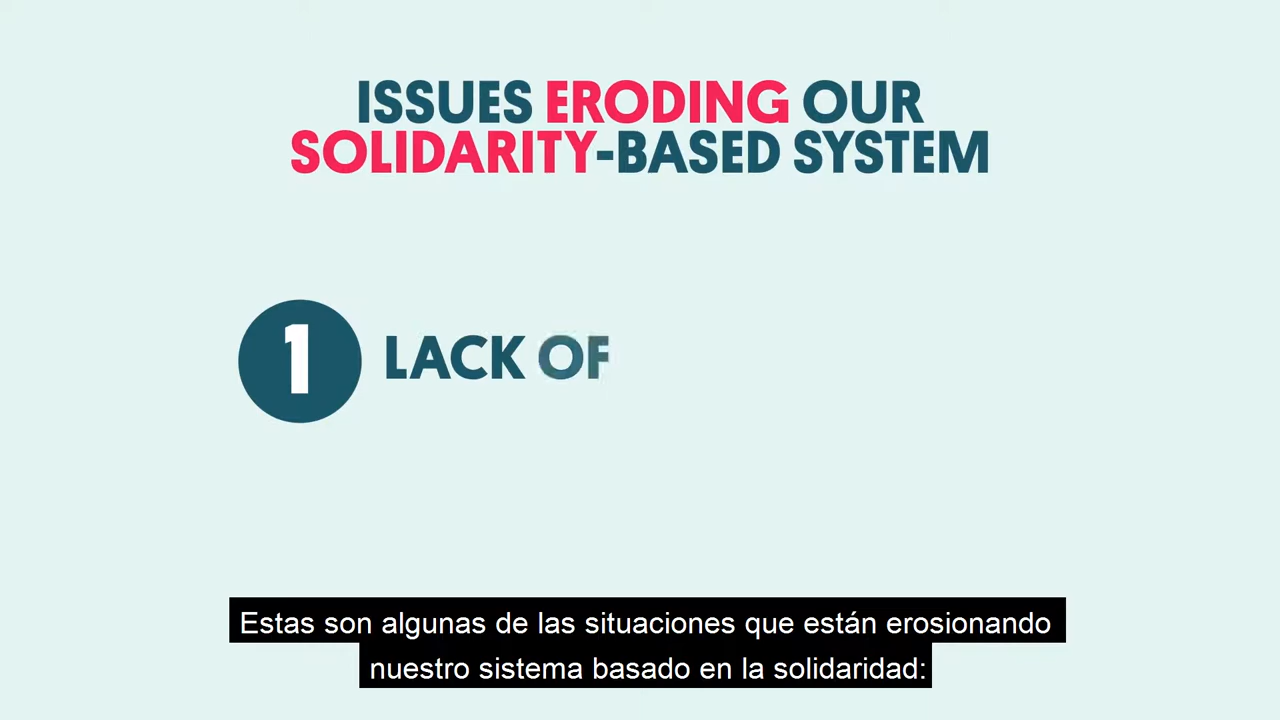 ISSUES ERODING OUR
SOLIDARITY-BASED SYSTEM
1 LACK OF
Estas son algunas de las situaciones que están erosionando
nuestro sistema basado en la solidaridad: